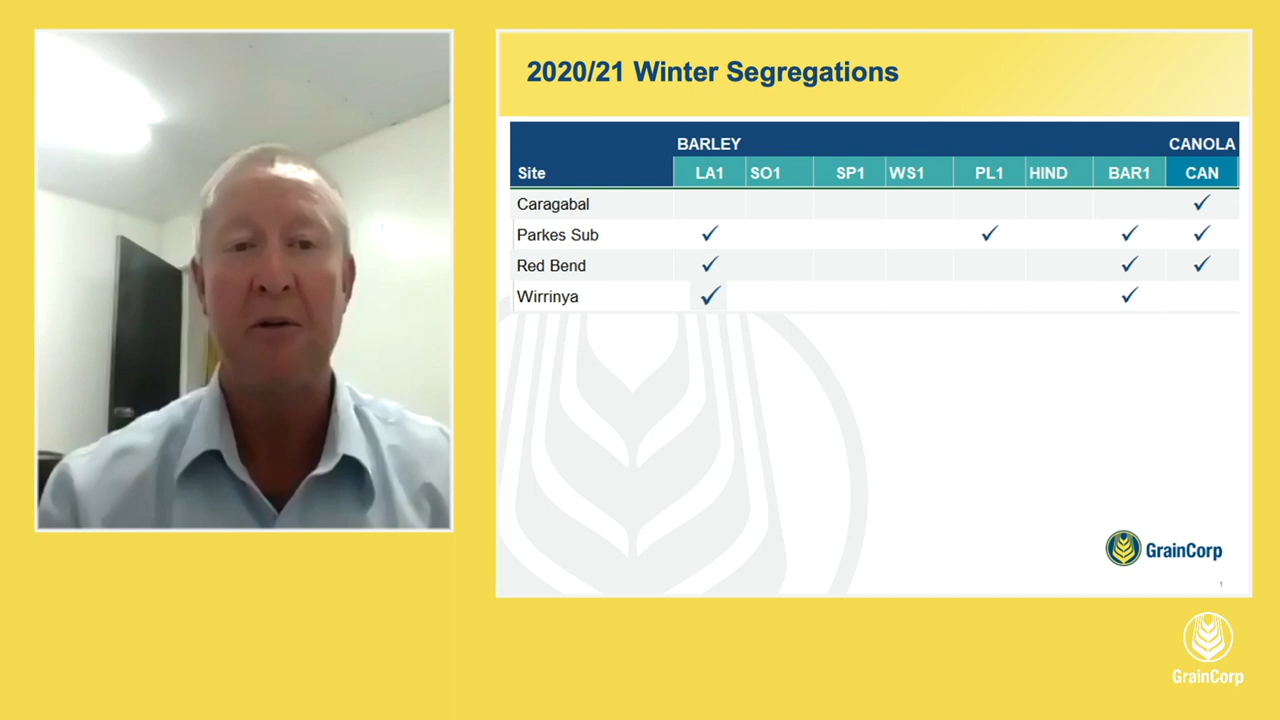 2020/21 Winter Segregations
BARLEY CANOLA
Site LA1 SO1 SP1 WS1 PL1 HIND BAR1 CAN
Caragabal ✓
Parkes Sub ✓ ✓ ✓ ✓
Red Bend ✓ ✓ ✓
Wirrinya ✓ ✓
GrainCorp
1
GrainCorp